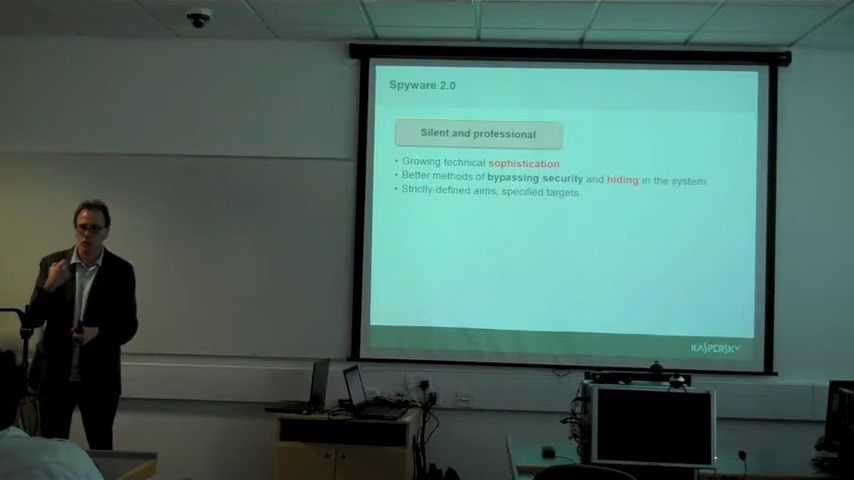 Spyware 2.0
Silent and professional
• Growing technical sophistication
• Better methods of bypassing security and hiding in the system
• Strictly-defined aims, specified targets
KASPERSKY